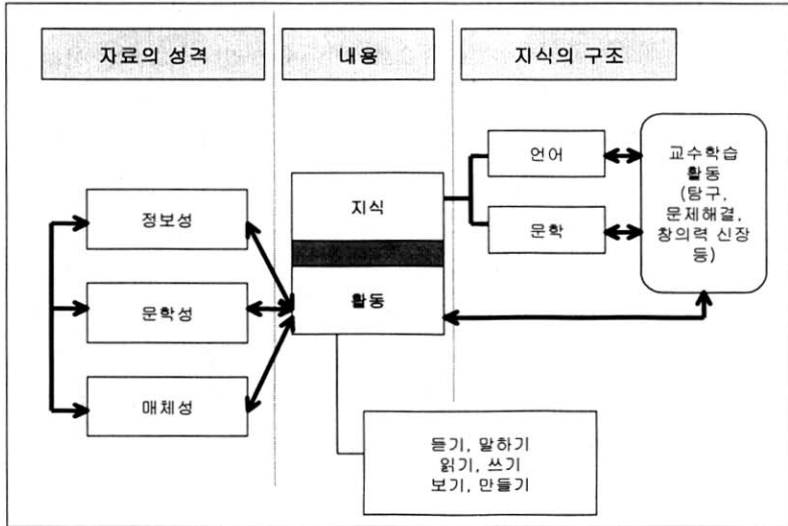 자료의 성격
내용
지식의 구조
정보성
문학성
매체성
지식
활동
언어
문학
교수학습
활동
(탐구,
문제해결,
창의력 신장
등)
듣기, 말하기
읽기, 쓰기
보기, 만들기